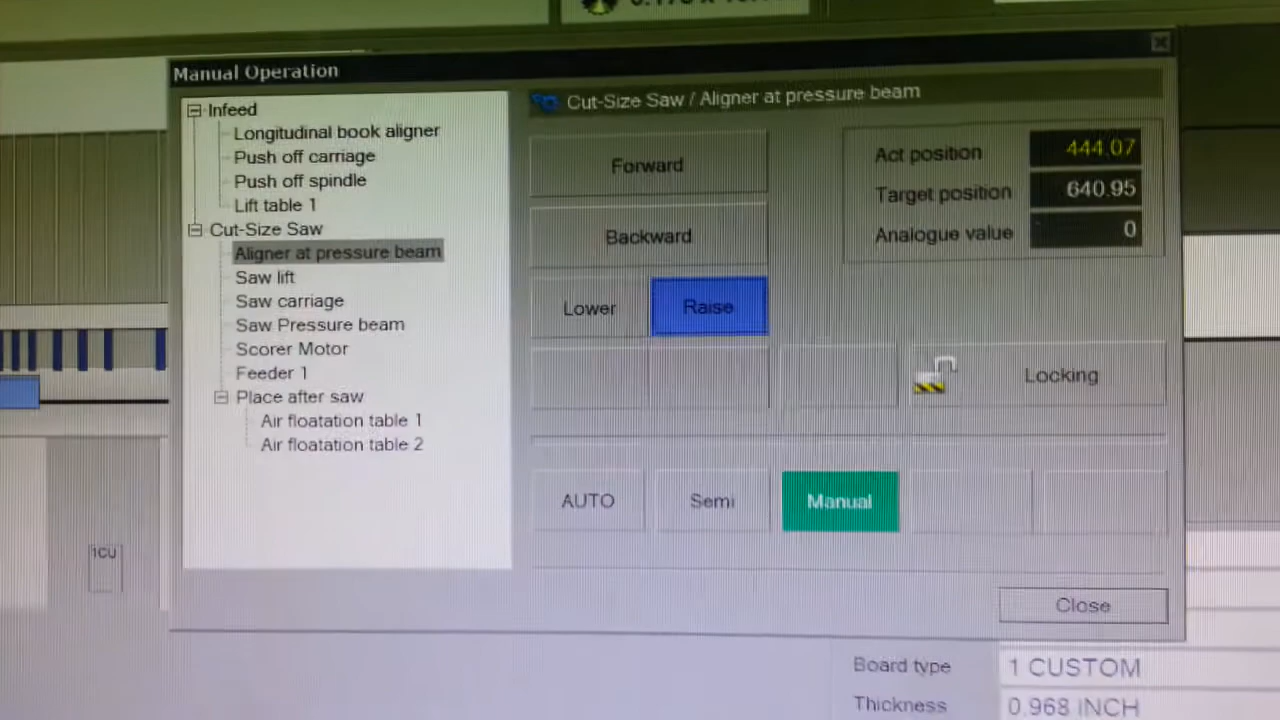 Manual Operation
Infeed
Longitudinal book aligner
Push off carriage
Push off spindle
Lift table 1
Cut-Size Saw
Aligner at pressure beam
Saw lift
Saw carriage
Saw Pressure beam
Scorer Motor
Feeder 1
Place after saw
Air floatation table 1
Air floatation table 2
Cut-Size Saw / Aligner at pressure beam
Forward
Backward
Lower Raise
Act position 444.07
Target position 640.95
Analogue value 0
Locking
AUTO Semi Manual
Close
Board type 1 CUSTOM
Thickness 0.968 INCH